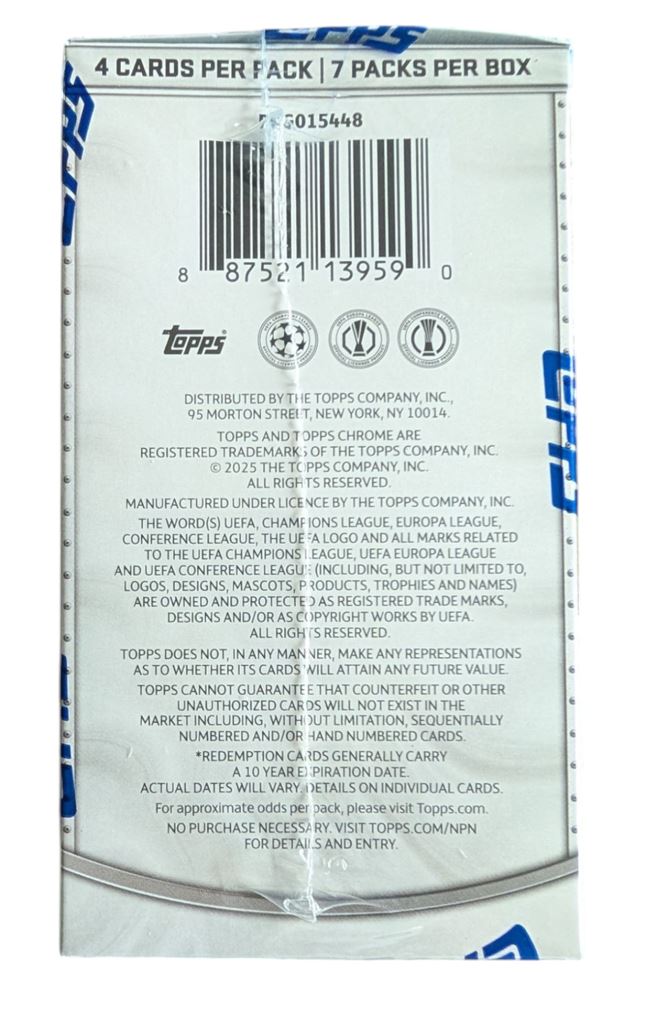 4 CARDS PER PACK | 7 PACKS PER BOX
8 87521 13959 0
TOPPS®
DISTRIBUTED BY THE TOPPS COMPANY, INC.,
95 MORTON STREET, NEW YORK, NY 10014.
TOPPS AND TOPPS CHROME ARE
REGISTERED TRADEMARKS OF THE TOPPS COMPANY, INC.
© 2025 THE TOPPS COMPANY, INC.
ALL RIGHTS RESERVED.
MANUFACTURED UNDER LICENCE BY THE TOPPS COMPANY, INC.
THE WORD(S) UEFA, CHAMPIONS LEAGUE, EUROPA LEAGUE,
CONFERENCE LEAGUE, THE UEFA LOGO AND ALL MARKS RELATED
TO THE UEFA CHAMPIONS LEAGUE, UEFA EUROPA LEAGUE
AND UEFA CONFERENCE LEAGUE (INCLUDING, BUT NOT LIMITED TO,
LOGOS, DESIGNS, MASCOTS, PRODUCTS, TROPHIES AND NAMES)
ARE OWNED AND PROTECTED AS REGISTERED TRADE MARKS,
DESIGNS AND/OR AS COPYRIGHT WORKS BY UEFA.
ALL RIGHTS RESERVED.
TOPPS DOES NOT, IN ANY MANNER, MAKE ANY REPRESENTATIONS
AS TO WHETHER ITS CARDS WILL ATTAIN ANY FUTURE VALUE.
TOPPS CANNOT GUARANTEE THAT COUNTERFEIT OR OTHER
UNAUTHORIZED CARDS WILL NOT EXIST IN THE
MARKET INCLUDING, WITHOUT LIMITATION, SEQUENTIALLY
NUMBERED AND/OR HAND NUMBERED CARDS.
*REDEMPTION CARDS GENERALLY CARRY
A 10 YEAR EXPIRATION DATE.
ACTUAL DATES WILL VARY. DETAILS ON INDIVIDUAL CARDS.
For approximate odds per pack, please visit Topps.com.
NO PURCHASE NECESSARY. VISIT TOPPS.COM/NPN
FOR DETAILS AND ENTRY.
TOPPS
TOPPS
TOPPS